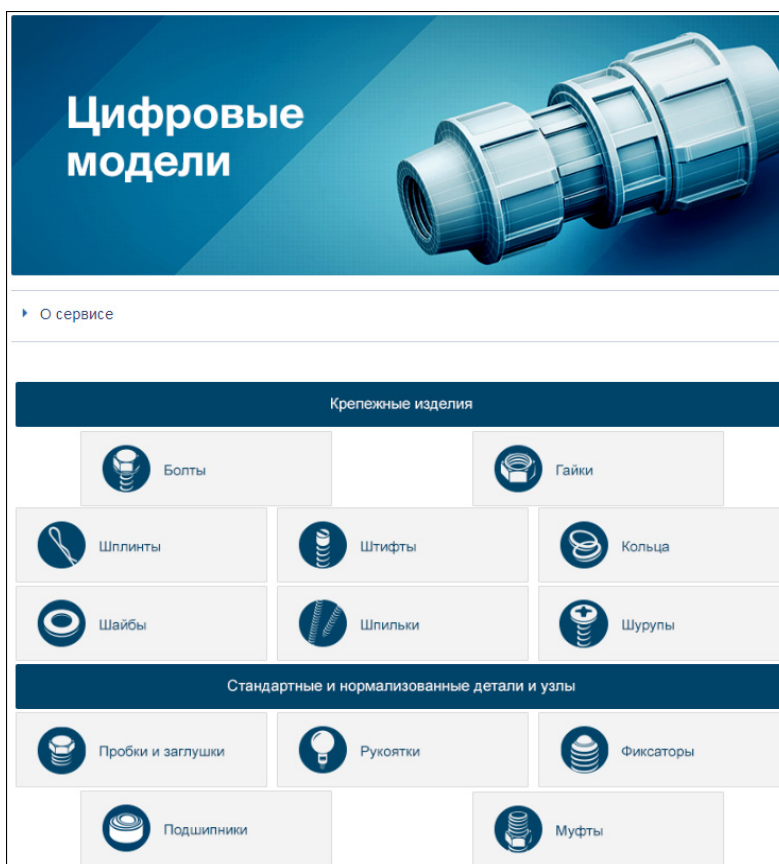 Цифровые
модели
О сервисе
Крепежные изделия
Болты
Гайки
Шплинты
Штифты
Кольца
Шайбы
Шпильки
Шурупы
Стандартные и нормализованные детали и узлы
Пробки и заглушки
Рукоятки
Фиксаторы
Подшипники
Муфты